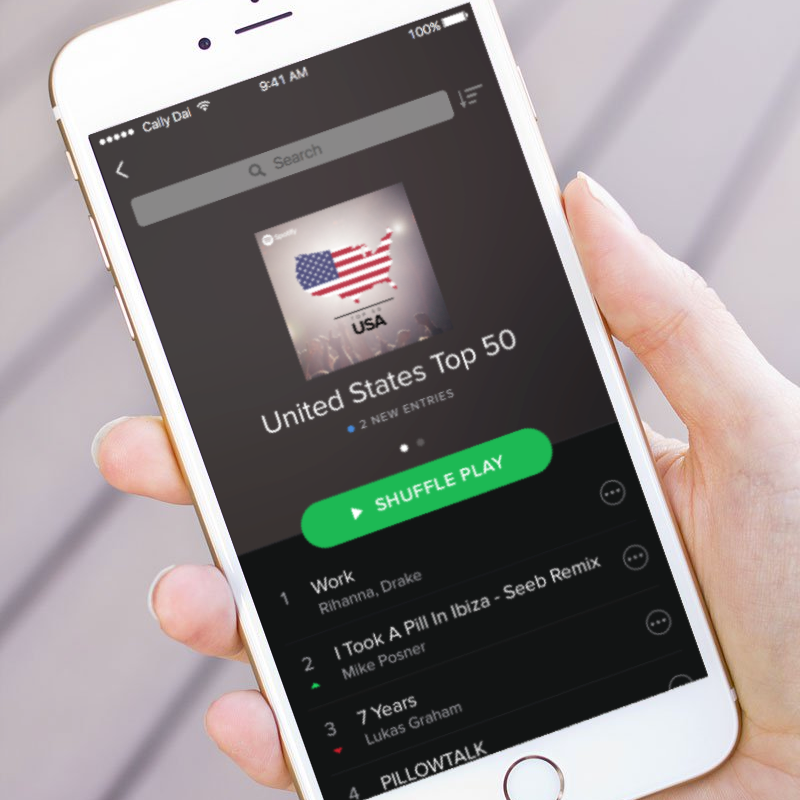 Cally Dai 9:41 AM 100%
Search
Spotify
TOP 50
USA
United States Top 50
2 NEW ENTRIES
SHUFFLE PLAY
1 Work
Rihanna, Drake
2 I Took A Pill In Ibiza - Seeb Remix
Mike Posner
3 7 Years
Lukas Graham
4 PILLOWTALK